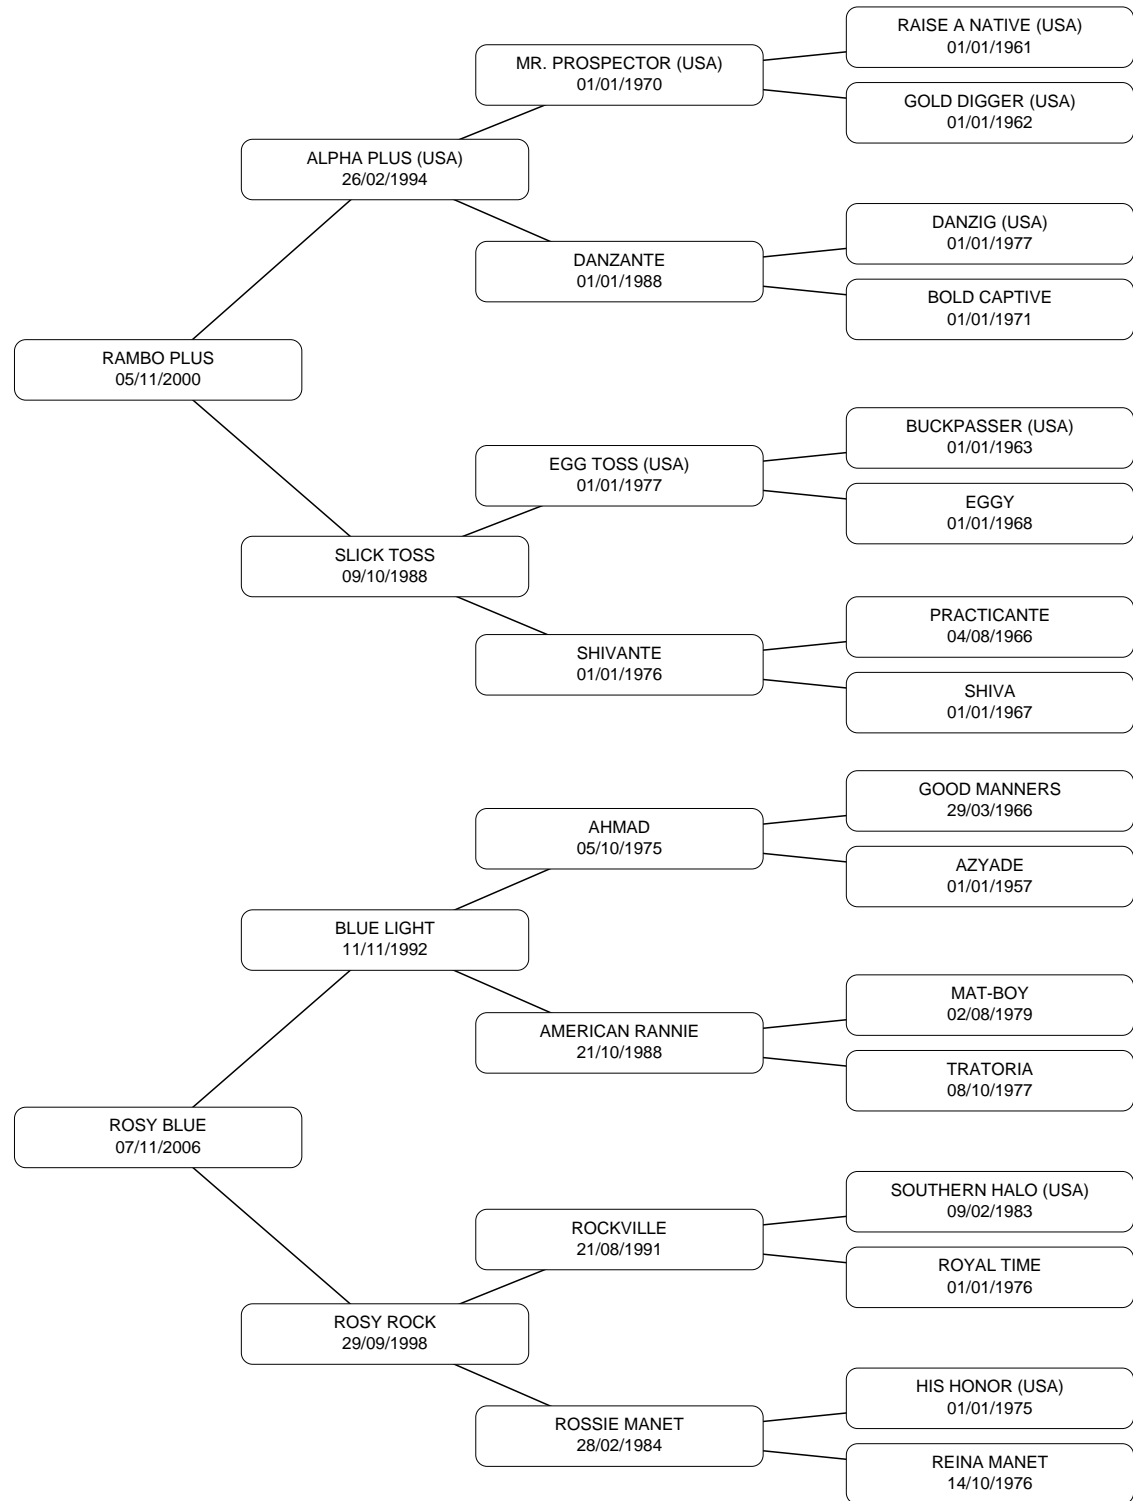 RAISE A NATIVE (USA)
01/01/1961
MR. PROSPECTOR (USA)
01/01/1970
GOLD DIGGER (USA)
01/01/1962
ALPHA PLUS (USA)
26/02/1994
DANZIG (USA)
01/01/1977
DANZANTE
01/01/1988
BOLD CAPTIVE
01/01/1971
RAMBO PLUS
05/11/2000
BUCKPASSER (USA)
01/01/1963
EGG TOSS (USA)
01/01/1977
EGGY
01/01/1968
SLICK TOSS
09/10/1988
PRACTICANTE
04/08/1966
SHIVANTE
01/01/1976
SHIVA
01/01/1967
GOOD MANNERS
29/03/1966
AHMAD
05/10/1975
AZYADE
01/01/1957
BLUE LIGHT
11/11/1992
MAT-BOY
02/08/1979
AMERICAN RANNIE
21/10/1988
TRATORIA
08/10/1977
ROSY BLUE
07/11/2006
SOUTHERN HALO (USA)
09/02/1983
ROCKVILLE
21/08/1991
ROYAL TIME
01/01/1976
ROSY ROCK
29/09/1998
HIS HONOR (USA)
01/01/1975
ROSSIE MANET
28/02/1984
REINA MANET
14/10/1976